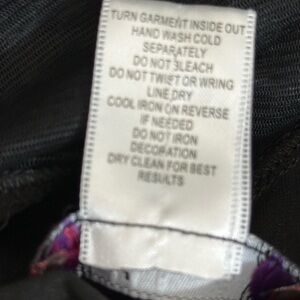 TURN GARMENT INSIDE OUT
HAND WASH COLD
SEPARATELY
DO NOT BLEACH
DO NOT TWIST OR WRING
LINE DRY
COOL IRON ON REVERSE
IF NEEDED
DO NOT IRON
DECORATION
DRY CLEAN FOR BEST
RESULTS